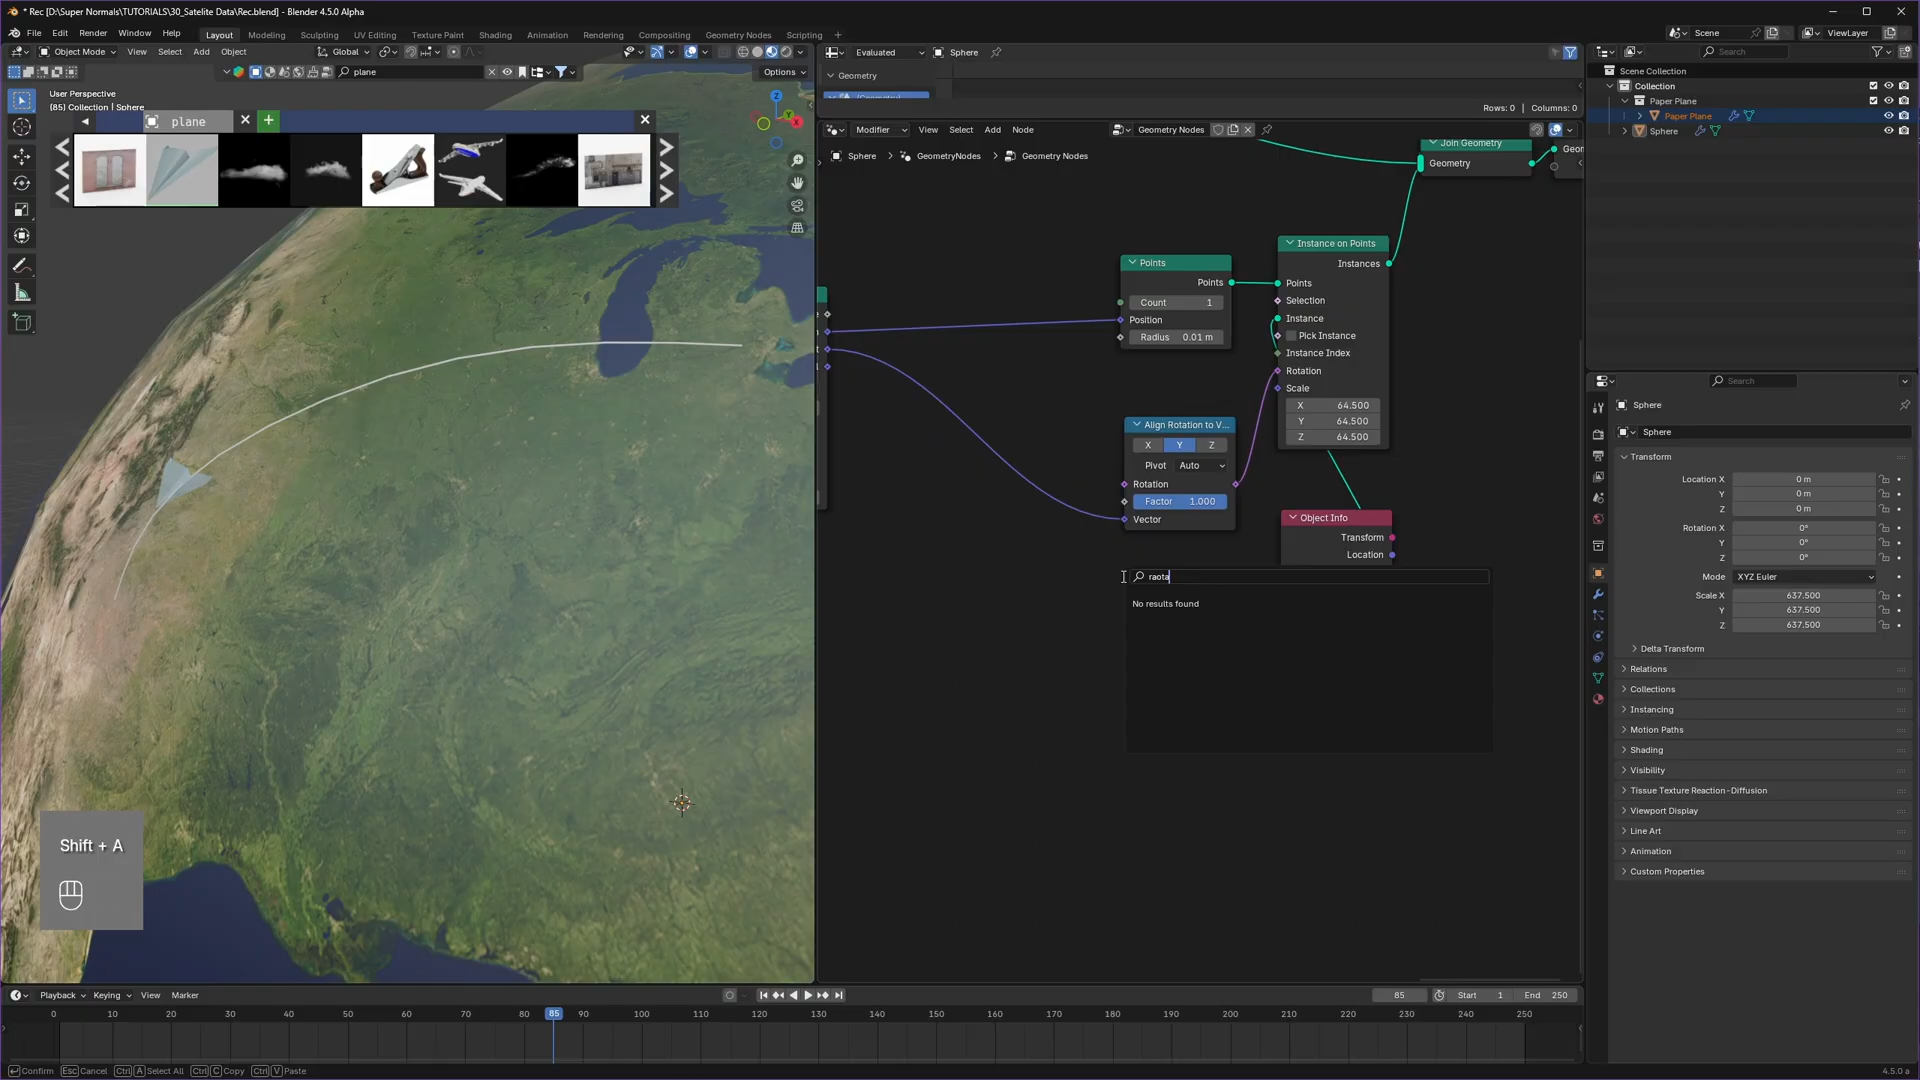 * Rec [D:\Super Normals\TUTORIALS\30_Satelite Data\Rec.blend] - Blender 4.5.0 Alpha
File Edit Render Window Help Layout Modeling Sculpting UV Editing Texture Paint Shading Animation Rendering Compositing Geometry Nodes Scripting + Scene ViewLayer
Object Mode View Select Add Object Global Evaluated Sphere Search
plane Options Geometry Scene Collection
User Perspective
(85) Collection | Sphere
Collection
Paper Plane
Paper Plane
Sphere
plane
Rows: 0 | Columns: 0
Modifier View Select Add Node Geometry Nodes
Sphere GeometryNodes Geometry Nodes
Join Geometry
Geometry
Instance on Points
Instances
Points
Selection
Instance
Pick Instance
Instance Index
Rotation
Scale
X 64.500
Y 64.500
Z 64.500
Points
Points
Count 1
Position
Radius 0.01 m
Align Rotation to V...
X Y Z
Pivot Auto
Rotation
Factor 1.000
Vector
Object Info
Transform
Location
raota
No results found
Search
Sphere
Sphere
Transform
Location X 0 m
Y 0 m
Z 0 m
Rotation X 0°
Y 0°
Z 0°
Mode XYZ Euler
Scale X 637.500
Y 637.500
Z 637.500
Delta Transform
Relations
Collections
Instancing
Motion Paths
Shading
Visibility
Tissue Texture Reaction-Diffusion
Viewport Display
Line Art
Animation
Custom Properties
Shift + A
Playback Keying View Marker 85 Start 1 End 250
0 10 20 30 40 50 60 70 80 85 90 100 110 120 130 140 150 160 170 180 190 200 210 220 230 240 250
Confirm Esc Cancel Ctrl A Select All Ctrl C Copy Ctrl V Paste 4.5.0 a